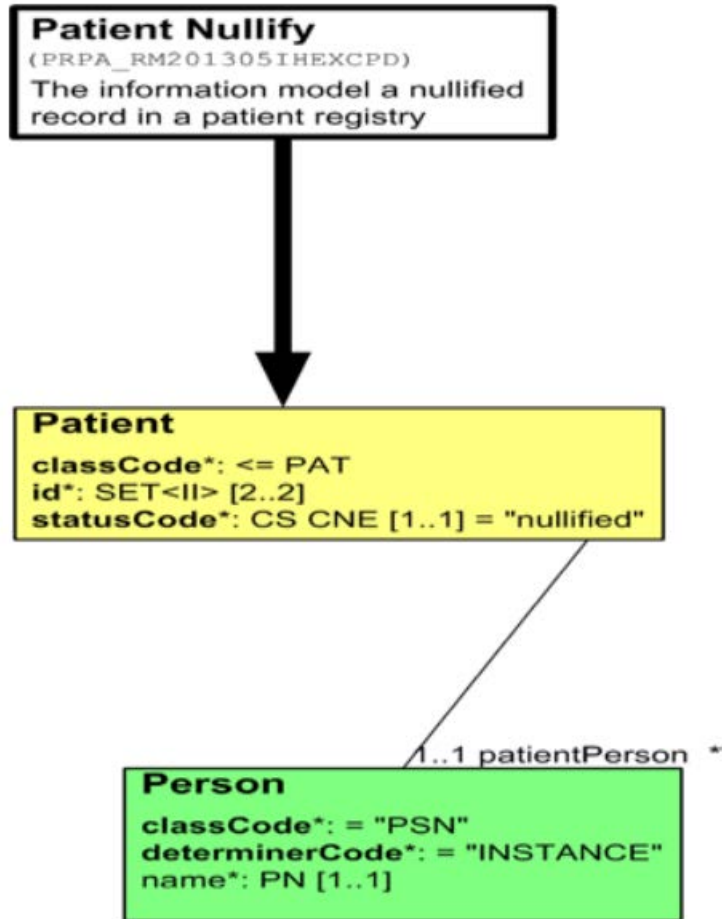 Patient Nullify
(PRPA_RM201305IHEXCPD)
The information model a nullified
record in a patient registry
Patient
classCode*: <= PAT
id*: SET<II> [2..2]
statusCode*: CS CNE [1..1] = "nullified"
1..1 patientPerson *
Person
classCode*: = "PSN"
determinerCode*: = "INSTANCE"
name*: PN [1..1]